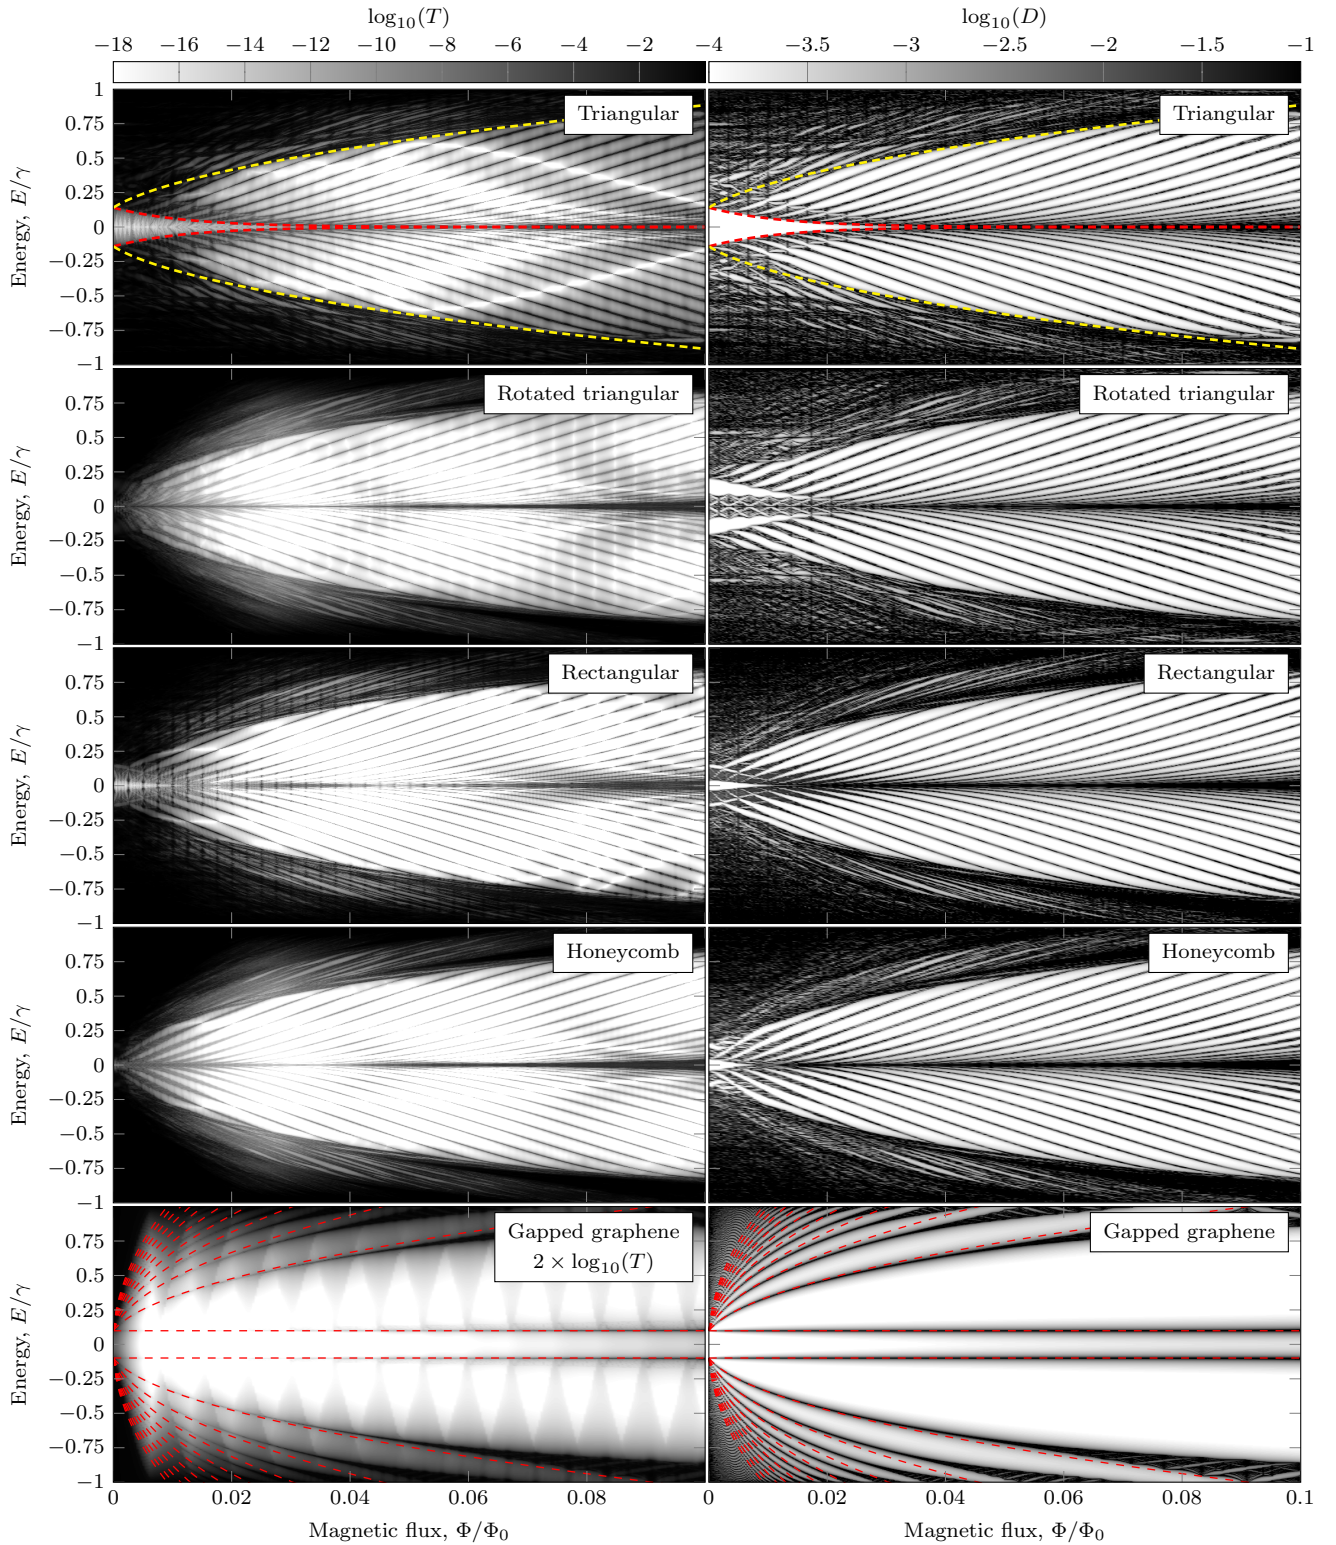 log₁₀(T) log₁₀(D)
−18 −16 −14 −12 −10 −8 −6 −4 −2 −4 −3.5 −3 −2.5 −2 −1.5 −1
Triangular Triangular
1
0.75
0.5
0.25
0
−0.25
−0.5
−0.75
−1
Energy, E/γ
Rotated triangular Rotated triangular
0.75
0.5
0.25
0
−0.25
−0.5
−0.75
−1
Energy, E/γ
Rectangular Rectangular
0.75
0.5
0.25
0
−0.25
−0.5
−0.75
−1
Energy, E/γ
Honeycomb Honeycomb
0.75
0.5
0.25
0
−0.25
−0.5
−0.75
−1
Energy, E/γ
Gapped graphene Gapped graphene
2 × log₁₀(T)
0.75
0.5
0.25
0
−0.25
−0.5
−0.75
−1
Energy, E/γ
0 0.02 0.04 0.06 0.08 0 0.02 0.04 0.06 0.08 0.1
Magnetic flux, Φ/Φ₀ Magnetic flux, Φ/Φ₀